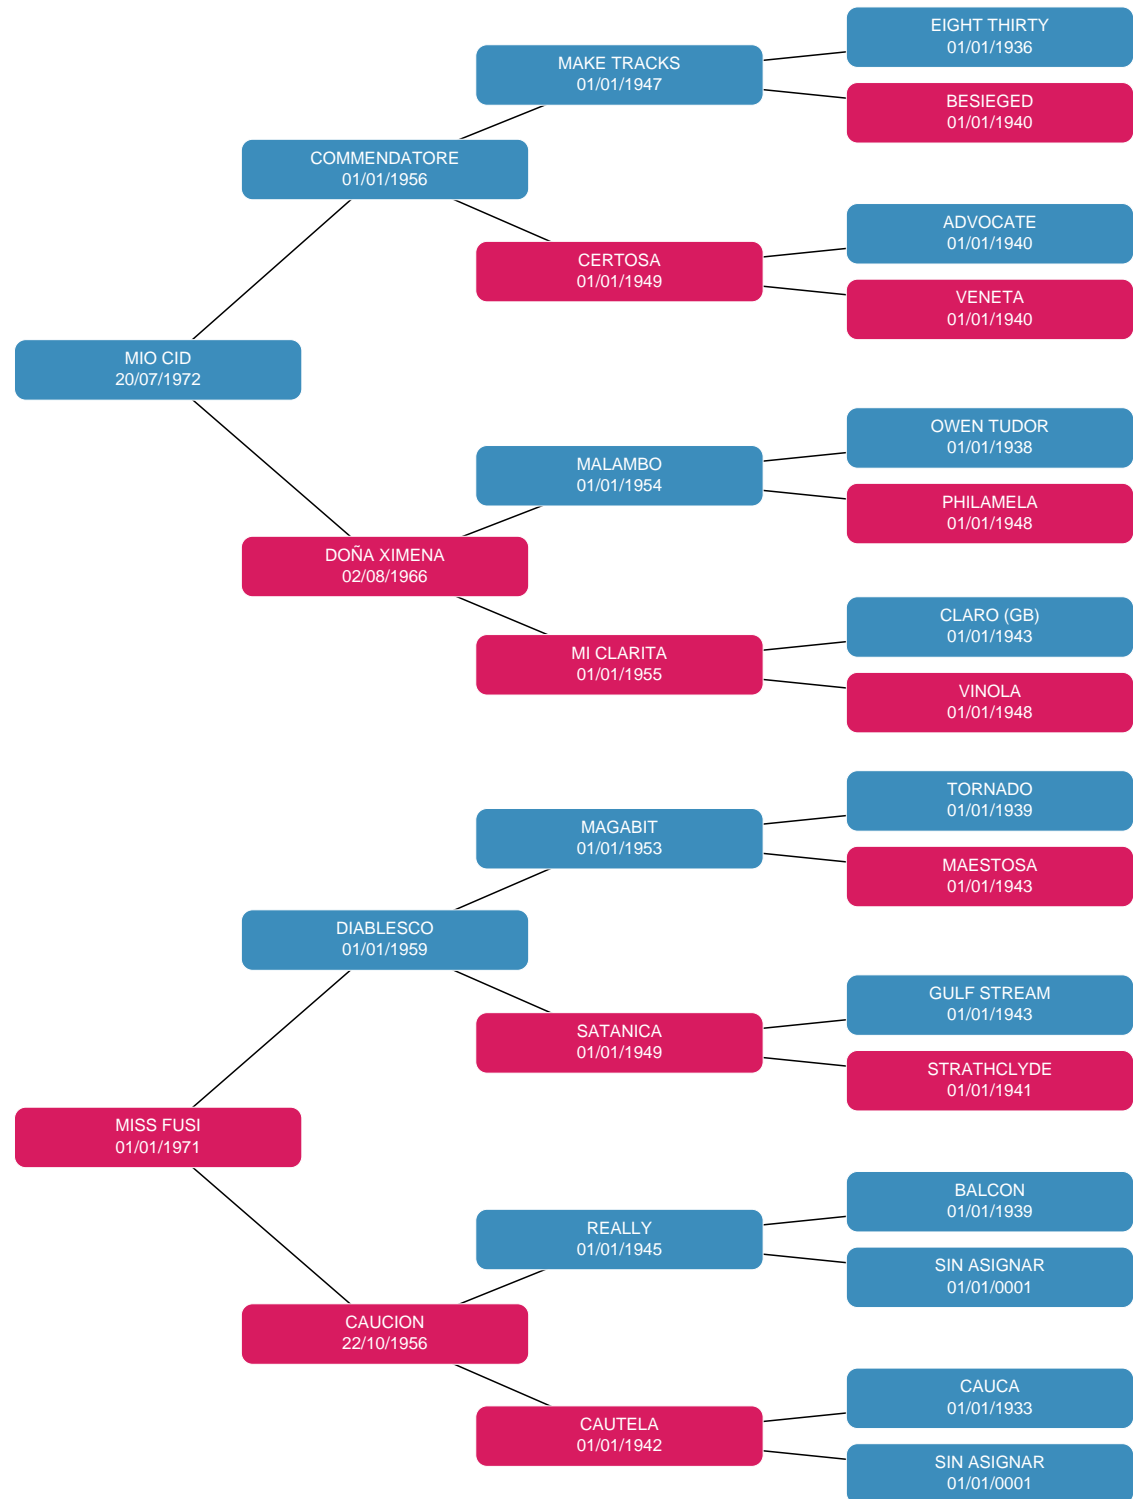 EIGHT THIRTY
01/01/1936
MAKE TRACKS
01/01/1947
BESIEGED
01/01/1940
COMMENDATORE
01/01/1956
ADVOCATE
01/01/1940
CERTOSA
01/01/1949
VENETA
01/01/1940
MIO CID
20/07/1972
OWEN TUDOR
01/01/1938
MALAMBO
01/01/1954
PHILAMELA
01/01/1948
DOÑA XIMENA
02/08/1966
CLARO (GB)
01/01/1943
MI CLARITA
01/01/1955
VINOLA
01/01/1948
TORNADO
01/01/1939
MAGABIT
01/01/1953
MAESTOSA
01/01/1943
DIABLESCO
01/01/1959
GULF STREAM
01/01/1943
SATANICA
01/01/1949
STRATHCLYDE
01/01/1941
MISS FUSI
01/01/1971
BALCON
01/01/1939
REALLY
01/01/1945
SIN ASIGNAR
01/01/0001
CAUCION
22/10/1956
CAUCA
01/01/1933
CAUTELA
01/01/1942
SIN ASIGNAR
01/01/0001